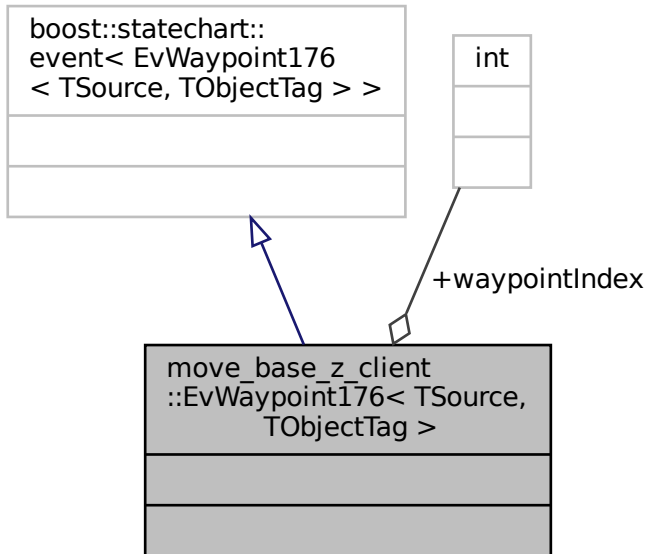 boost::statechart::
event< EvWaypoint176
< TSource, TObjectTag > >
int
+waypointIndex
move_base_z_client
::EvWaypoint176< TSource,
TObjectTag >